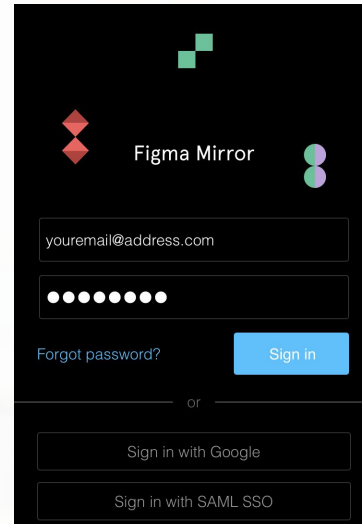 Figma Mirror
youremail@address.com
●●●●●●●●
Forgot password?
Sign in
or
Sign in with Google
Sign in with SAML SSO